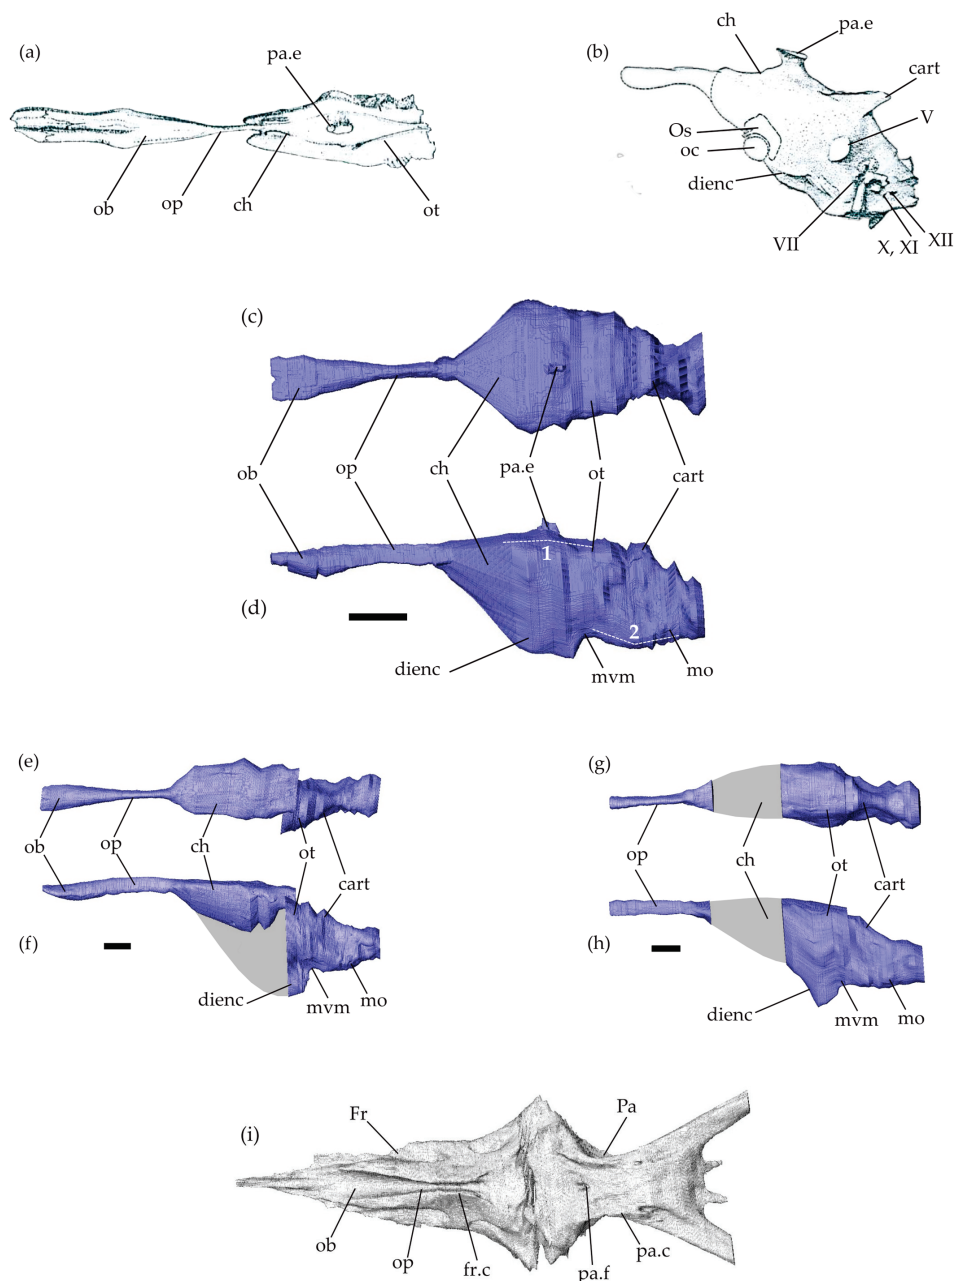 (a)
pa.e
ob
op
ch
ot
(b)
ch
pa.e
cart
V
Os
oc
dienc
VII
X, XI
XII
(c)
ob
op
ch
pa.e
ot
cart
1
(d)
2
dienc
mvm
mo
(e)
ob
op
ch
ot
cart
(f)
dienc
mvm
mo
(g)
op
ch
ot
cart
(h)
dienc
mvm
mo
(i)
Fr
Pa
ob
op
fr.c
pa.f
pa.c